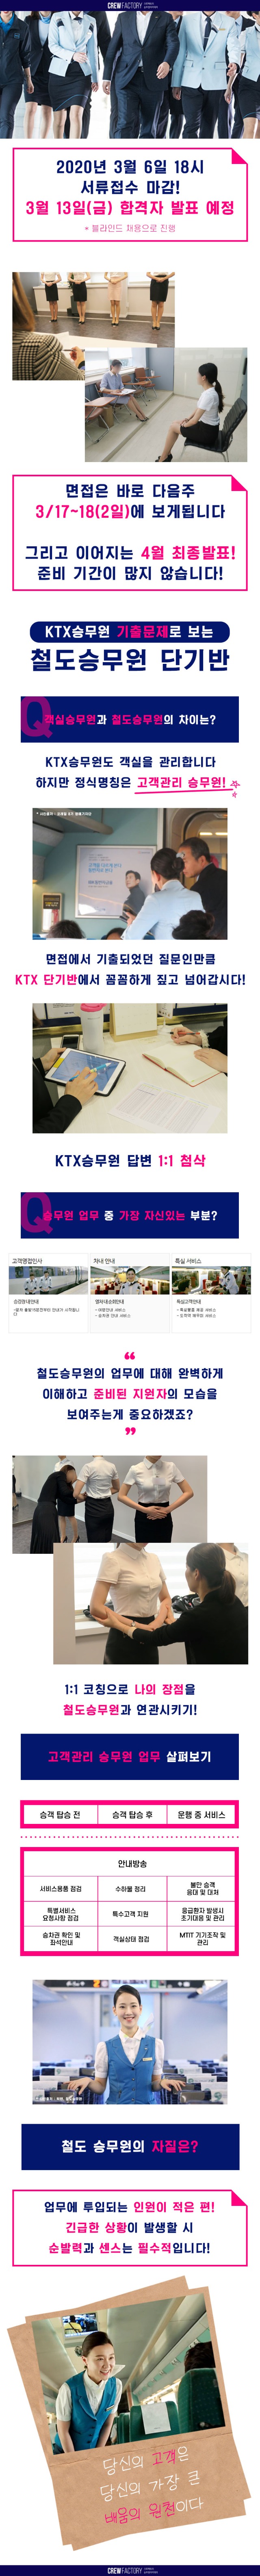 CREWFACTORY
2020년 3월 6일 18시
서류접수 마감!
3월 13일(금) 합격자 발표 예정
* 블라인드 채용으로 진행
면접은 바로 다음주
3/17~18(2일)에 보게됩니다
그리고 이어지는 4월 최종발표!
준비 기간이 많지 않습니다!
KTX승무원 기출문제로 보는
철도승무원 단기반
Q
객실승무원과 철도승무원의 차이는?
KTX승무원도 객실을 관리합니다
하지만 정식명칭은 고객관리 승무원!
면접에서 기출되었던 질문인만큼
KTX 단기반에서 꼼꼼하게 짚고 넘어갑시다!
KTX승무원 답변 1:1 첨삭
Q
승무원 업무 중 가장 자신있는 부분?
고객영접인사
차내 안내
특실 서비스
승강장 내 안내
열차 내 순회안내
특실고객안내
❝
철도승무원의 업무에 대해 완벽하게
이해하고 준비된 지원자의 모습을
보여주는게 중요하겠죠?
❞
1:1 코칭으로 나의 장점을
철도승무원과 연관시키기!
고객관리 승무원 업무 살펴보기
승객 탑승 전
승객 탑승 후
운행 중 서비스
안내방송
서비스용품 점검
수하물 정리
불만 승객
응대 및 대처
특별서비스
요청사항 점검
특수고객 지원
응급환자 발생시
초기대응 및 관리
승차권 확인 및
좌석안내
객실상태 점검
MTIT 기기조작 및
관리
철도 승무원의 자질은?
업무에 투입되는 인원이 적은 편!
긴급한 상황이 발생할 시
순발력과 센스는 필수적입니다!
당신의 고객은
당신의 가장 큰
배움의 원천이다
CREWFACTORY